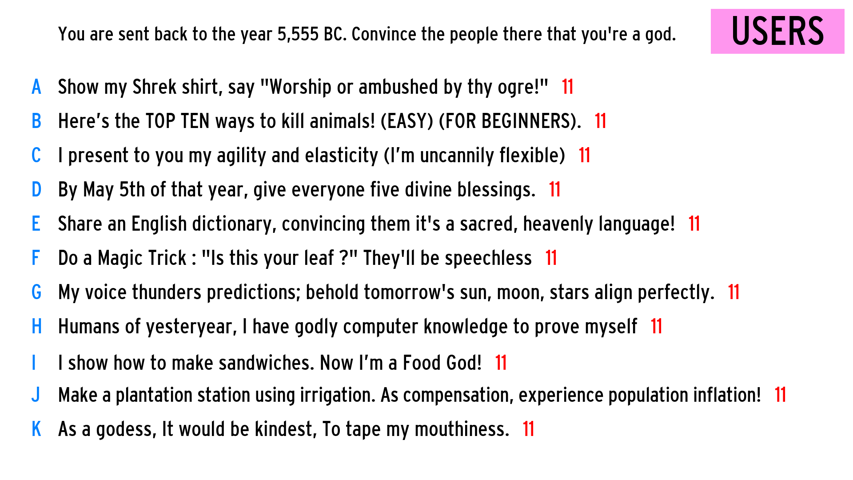 You are sent back to the year 5,555 BC. Convince the people there that you're a god.
USERS
A Show my Shrek shirt, say "Worship or ambushed by thy ogre!" 11
B Here's the TOP TEN ways to kill animals! (EASY) (FOR BEGINNERS). 11
C I present to you my agility and elasticity (I'm uncannily flexible) 11
D By May 5th of that year, give everyone five divine blessings. 11
E Share an English dictionary, convincing them it's a sacred, heavenly language! 11
F Do a Magic Trick : "Is this your leaf ?" They'll be speechless 11
G My voice thunders predictions; behold tomorrow's sun, moon, stars align perfectly. 11
H Humans of yesteryear, I have godly computer knowledge to prove myself 11
I I show how to make sandwiches. Now I'm a Food God! 11
J Make a plantation station using irrigation. As compensation, experience population inflation! 11
K As a godess, It would be kindest, To tape my mouthiness. 11